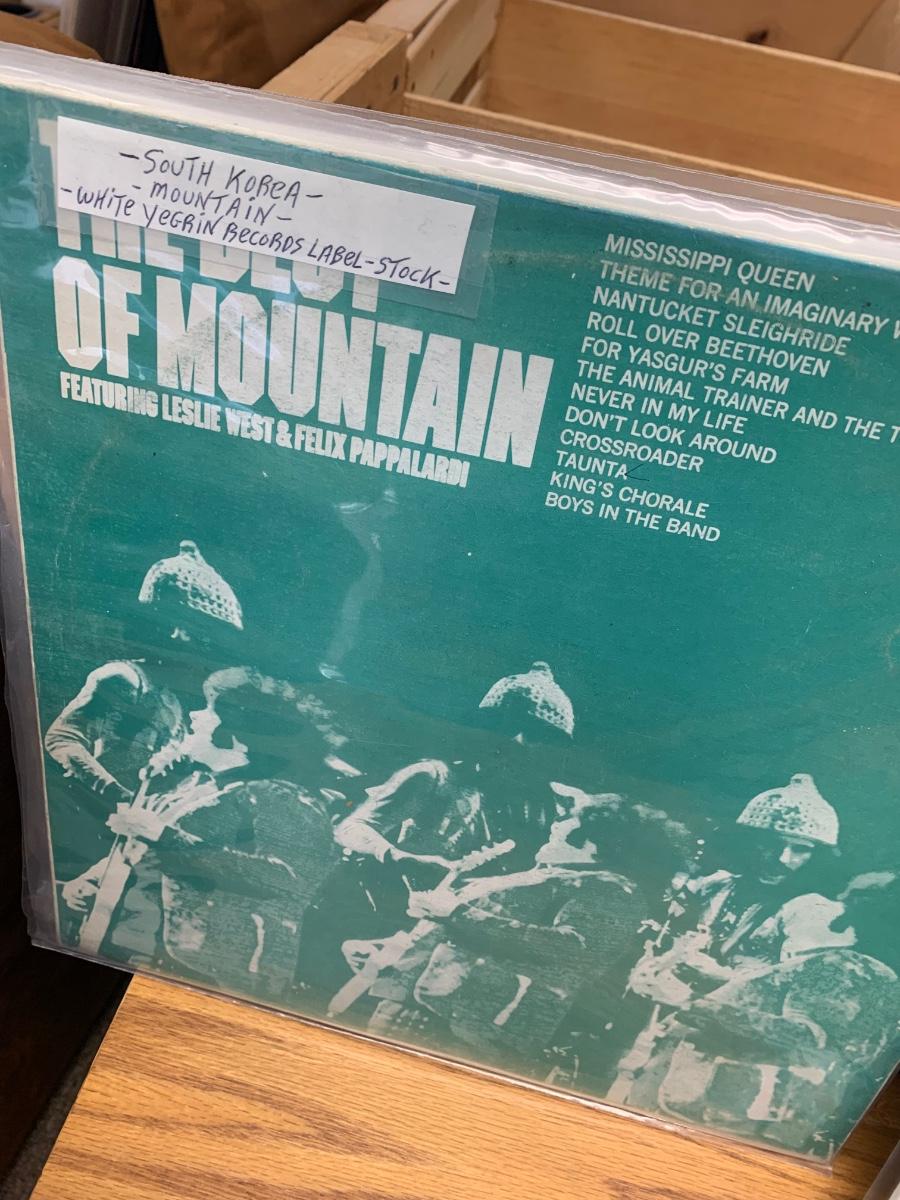 -SOUTH KOREA-
-MOUNTAIN-
-WHITE YEGRIN RECORDS LABEL-STOCK-
THE BEST
OF MOUNTAIN
FEATURING LESLIE WEST & FELIX PAPPALARDI
MISSISSIPPI QUEEN
THEME FOR AN IMAGINARY W
NANTUCKET SLEIGHRIDE
ROLL OVER BEETHOVEN
FOR YASGUR'S FARM
THE ANIMAL TRAINER AND THE T
NEVER IN MY LIFE
DON'T LOOK AROUND
CROSSROADER
TAUNTA
KING'S CHORALE
BOYS IN THE BAND